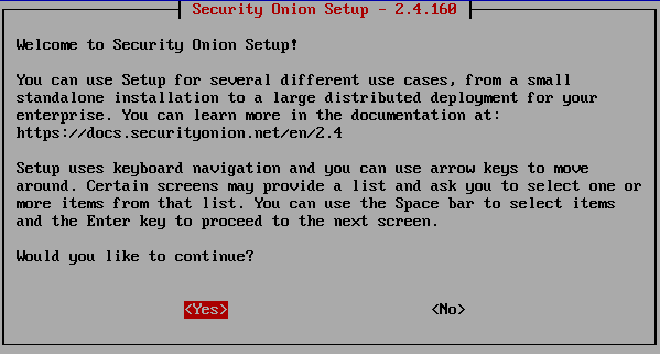 Security Onion Setup - 2.4.160
Welcome to Security Onion Setup!
You can use Setup for several different use cases, from a small
standalone installation to a large distributed deployment for your
enterprise. You can learn more in the documentation at:
https://docs.securityonion.net/en/2.4
Setup uses keyboard navigation and you can use arrow keys to move
around. Certain screens may provide a list and ask you to select one or
more items from that list. You can use the Space bar to select items
and the Enter key to proceed to the next screen.
Would you like to continue?
<Yes> <No>